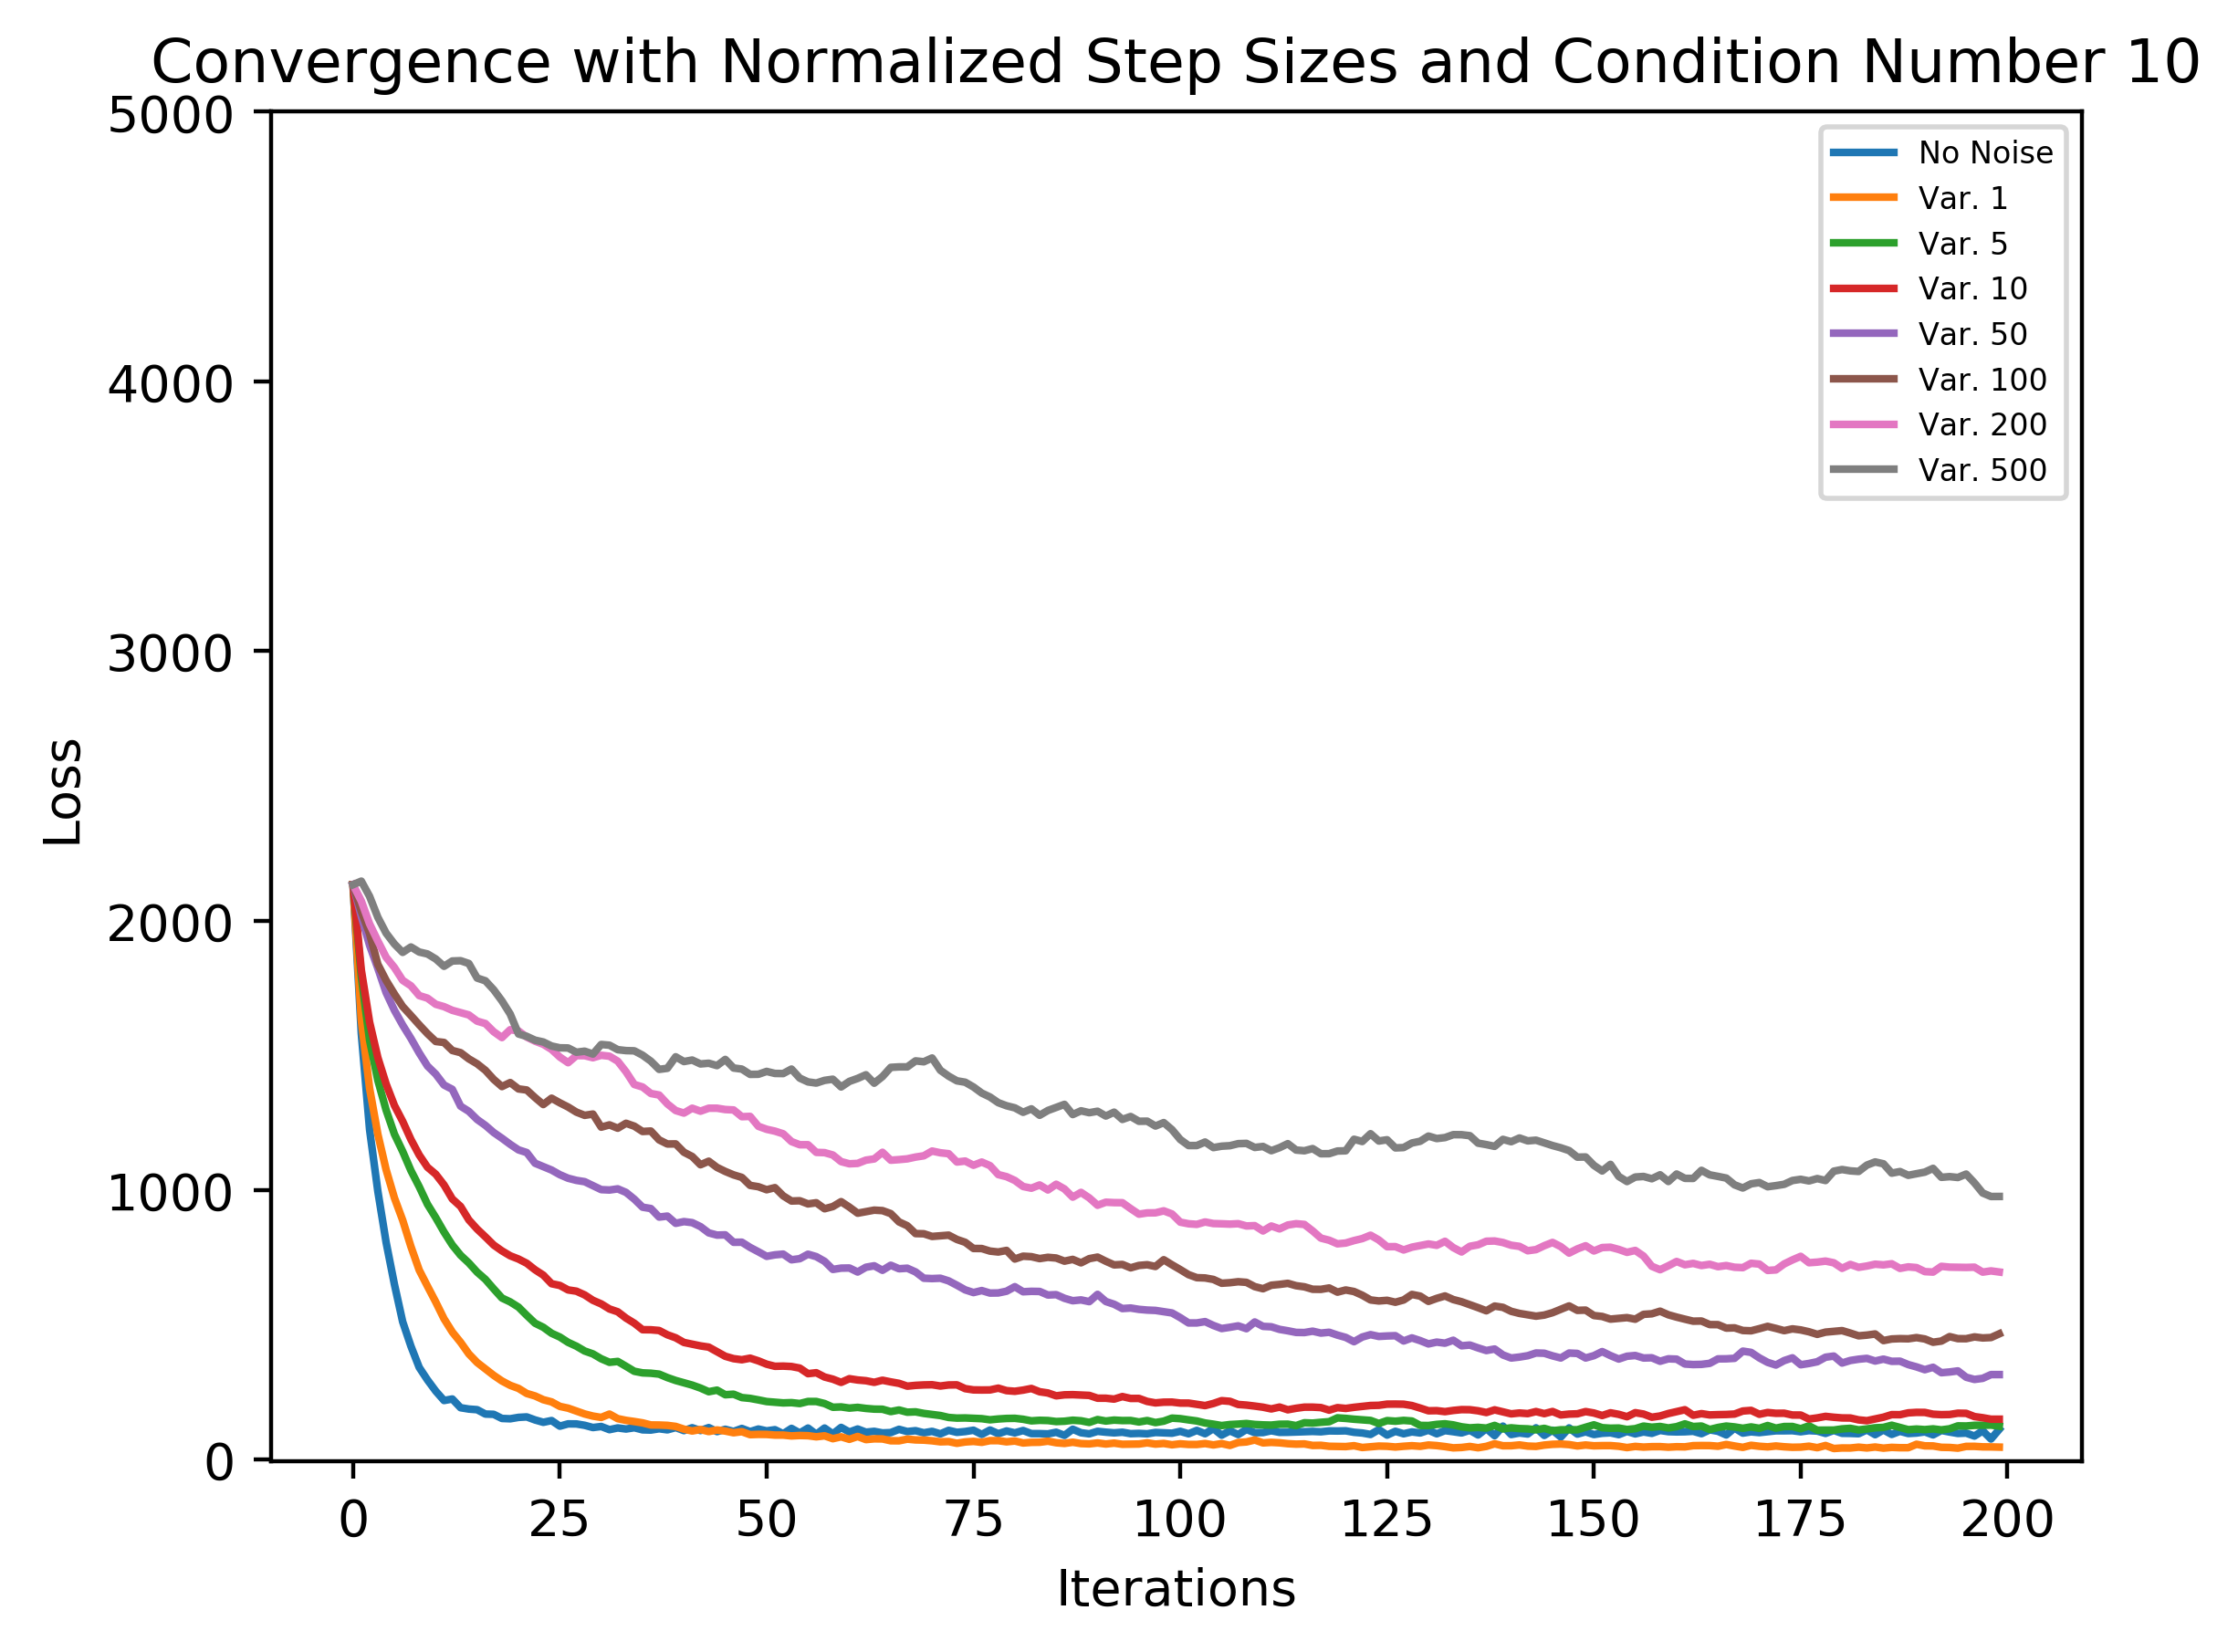 Convergence with Normalized Step Sizes and Condition Number 10
5000
4000
3000
2000
1000
0
Loss
No Noise
Var. 1
Var. 5
Var. 10
Var. 50
Var. 100
Var. 200
Var. 500
0 25 50 75 100 125 150 175 200
Iterations